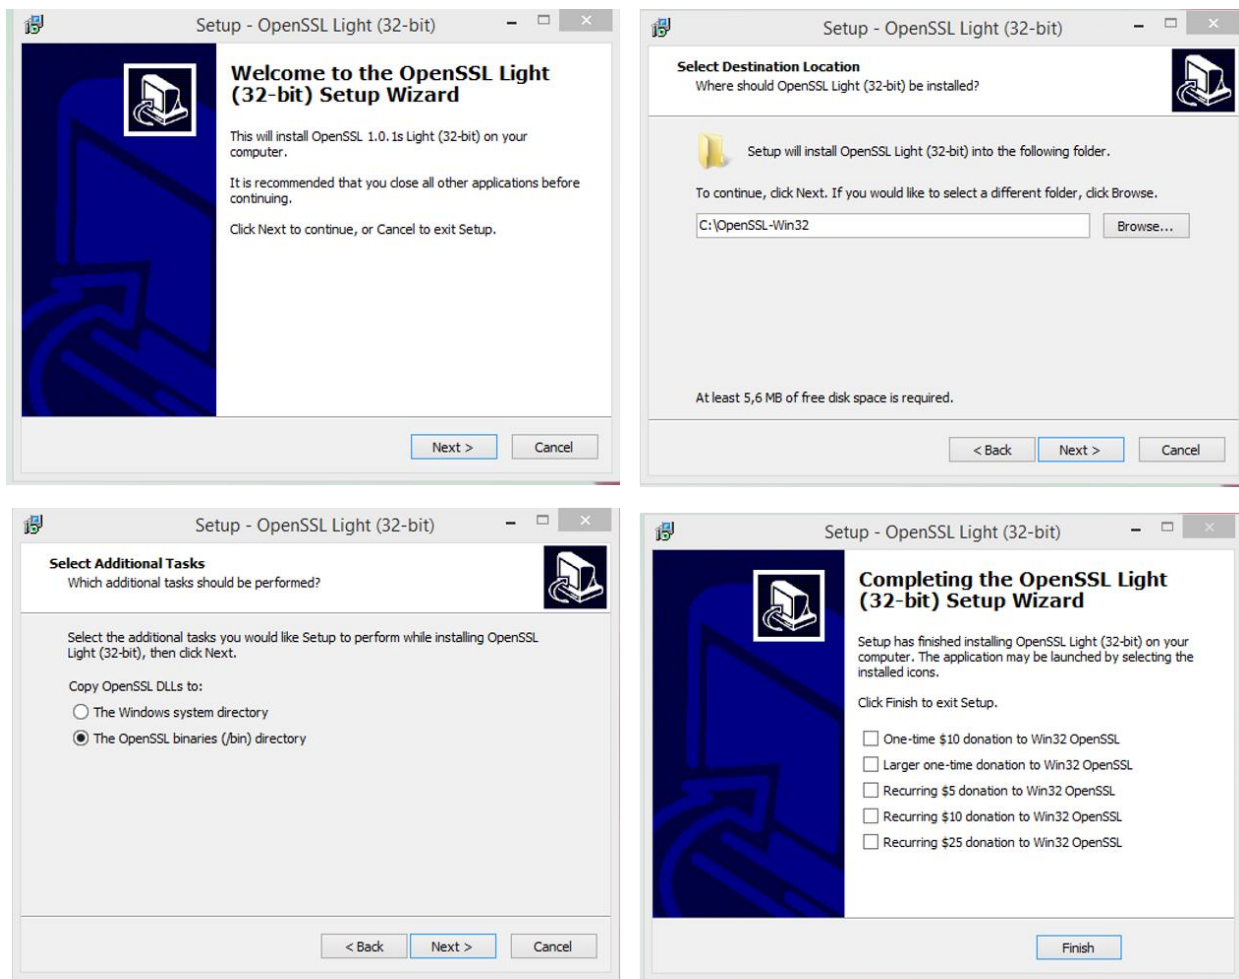 Setup - OpenSSL Light (32-bit)
Welcome to the OpenSSL Light
(32-bit) Setup Wizard
This will install OpenSSL 1.0.1s Light (32-bit) on your
computer.
It is recommended that you close all other applications before
continuing.
Click Next to continue, or Cancel to exit Setup.
Next >
Cancel
Setup - OpenSSL Light (32-bit)
Select Destination Location
Where should OpenSSL Light (32-bit) be installed?
Setup will install OpenSSL Light (32-bit) into the following folder.
To continue, click Next. If you would like to select a different folder, click Browse.
C:\OpenSSL-Win32
Browse...
At least 5,6 MB of free disk space is required.
< Back
Next >
Cancel
Setup - OpenSSL Light (32-bit)
Select Additional Tasks
Which additional tasks should be performed?
Select the additional tasks you would like Setup to perform while installing OpenSSL
Light (32-bit), then click Next.
Copy OpenSSL DLLs to:
The Windows system directory
The OpenSSL binaries (/bin) directory
< Back
Next >
Cancel
Setup - OpenSSL Light (32-bit)
Completing the OpenSSL Light
(32-bit) Setup Wizard
Setup has finished installing OpenSSL Light (32-bit) on your
computer. The application may be launched by selecting the
installed icons.
Click Finish to exit Setup.
One-time $10 donation to Win32 OpenSSL
Larger one-time donation to Win32 OpenSSL
Recurring $5 donation to Win32 OpenSSL
Recurring $10 donation to Win32 OpenSSL
Recurring $25 donation to Win32 OpenSSL
Finish